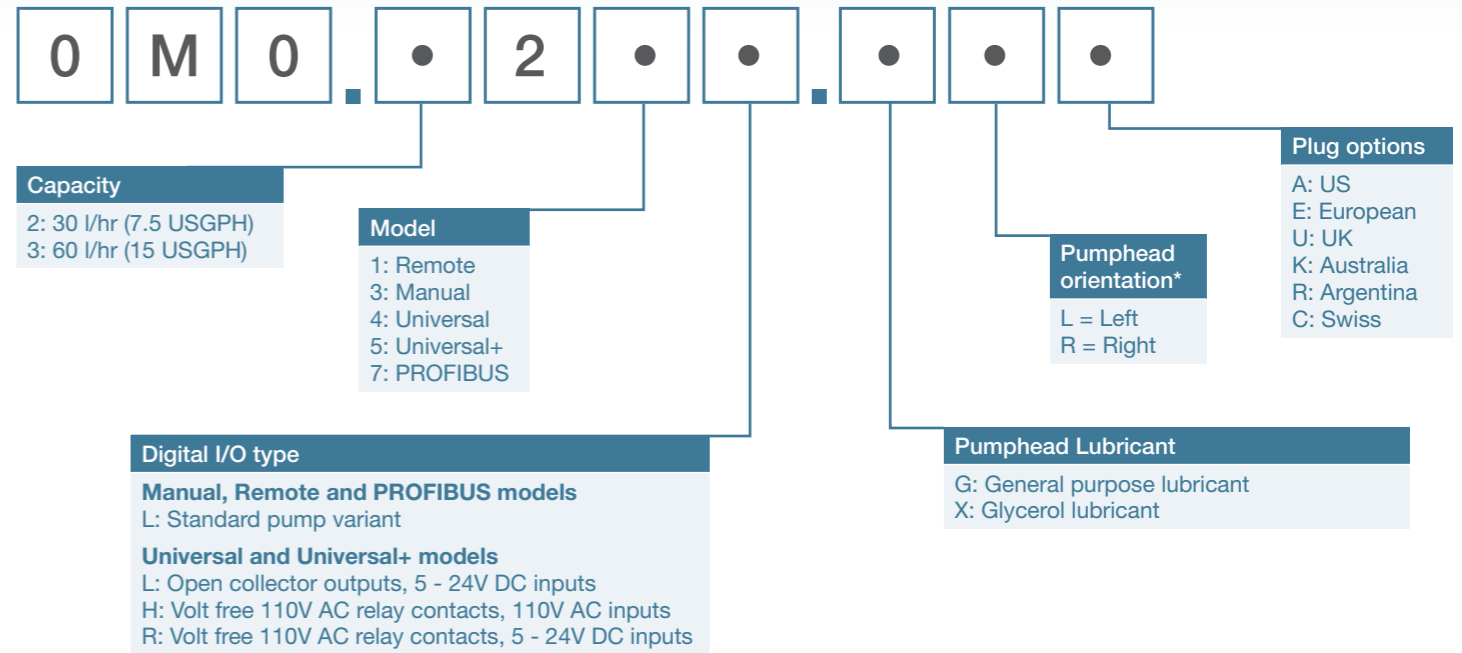 0 M 0 . • 2 • • . • • •
Capacity
2: 30 l/hr (7.5 USGPH)
3: 60 l/hr (15 USGPH)
Model
1: Remote
3: Manual
4: Universal
5: Universal+
7: PROFIBUS
Digital I/O type
Manual, Remote and PROFIBUS models
L: Standard pump variant
Universal and Universal+ models
L: Open collector outputs, 5 - 24V DC inputs
H: Volt free 110V AC relay contacts, 110V AC inputs
R: Volt free 110V AC relay contacts, 5 - 24V DC inputs
Pumphead Lubricant
G: General purpose lubricant
X: Glycerol lubricant
Pumphead
orientation*
L = Left
R = Right
Plug options
A: US
E: European
U: UK
K: Australia
R: Argentina
C: Swiss